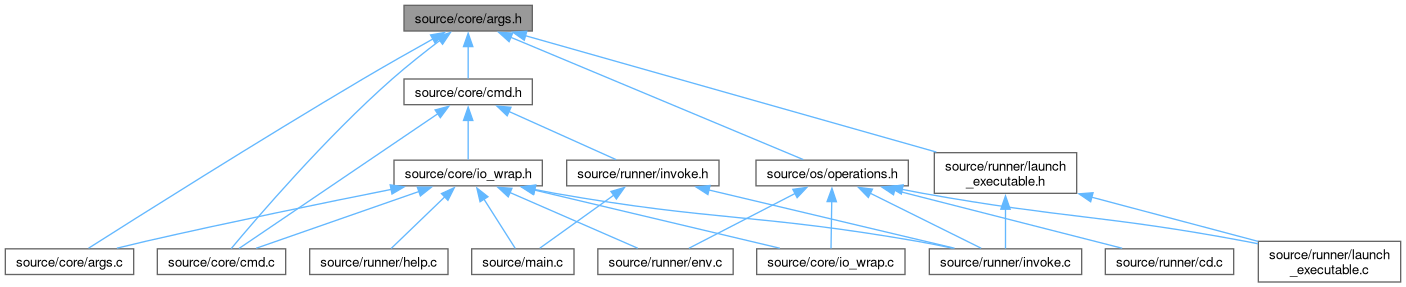 source/core/args.h
source/core/cmd.h
source/runner/launch
_executable.h
source/core/io_wrap.h
source/runner/invoke.h
source/os/operations.h
source/core/args.c
source/core/cmd.c
source/runner/help.c
source/main.c
source/runner/env.c
source/core/io_wrap.c
source/runner/invoke.c
source/runner/cd.c
source/runner/launch
_executable.c